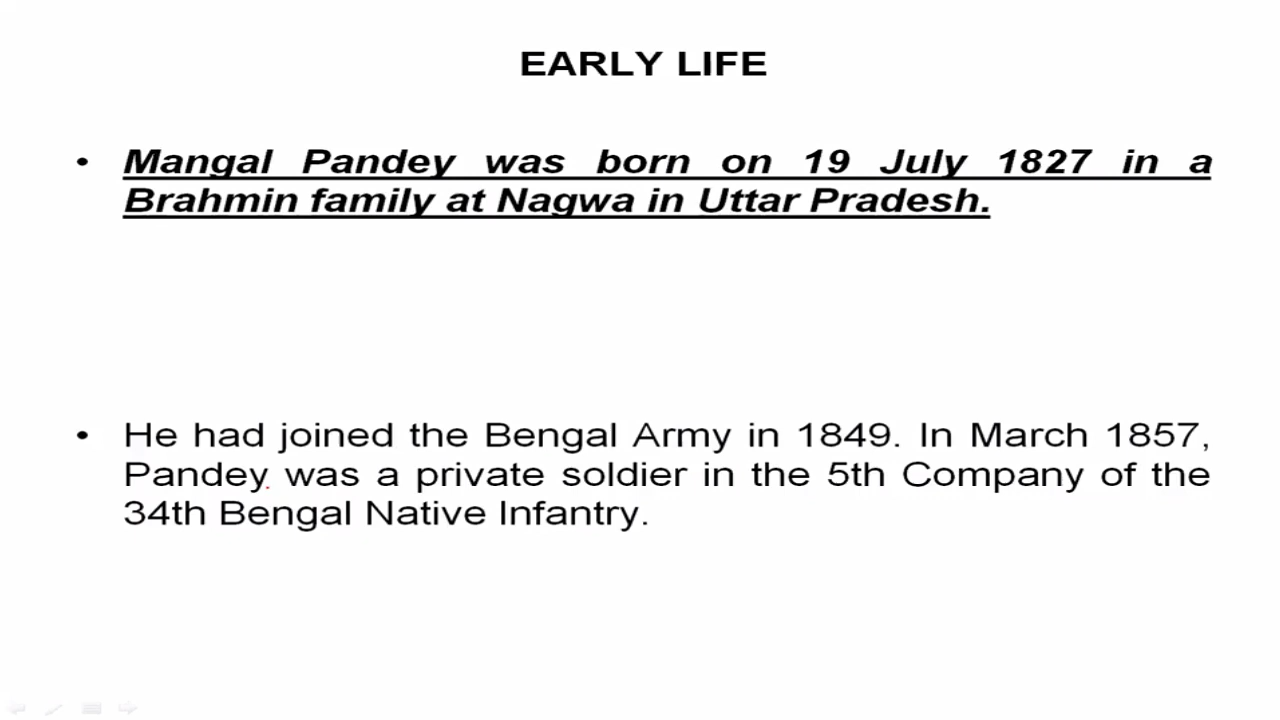 EARLY LIFE
• Mangal Pandey was born on 19 July 1827 in a
Brahmin family at Nagwa in Uttar Pradesh.
• He had joined the Bengal Army in 1849. In March 1857,
Pandey was a private soldier in the 5th Company of the
34th Bengal Native Infantry.